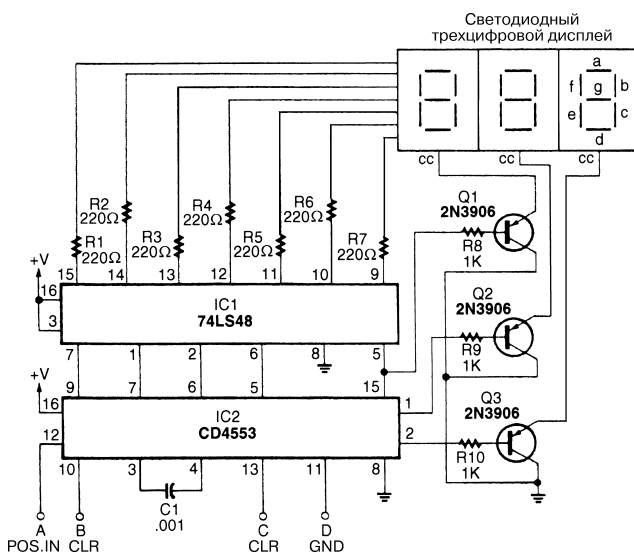 Светодиодный
трехцифровой дисплей
a
f g b
e c
d
cc cc cc
R2
220Ω
R4
220Ω
R6
220Ω
R1
220Ω
R3
220Ω
R5
220Ω
R7
220Ω
Q1
2N3906
R8
1K
+V
15 14 13 12 11 10 9
16
3
IC1
74LS48
7 1 2 6 8 5
Q2
2N3906
R9
1K
+V
9 7 6 5 15
16
12
IC2
CD4553
1
2
10 3 4 13 11 8
Q3
2N3906
R10
1K
C1
.001
A B C D
POS.IN CLR CLR GND